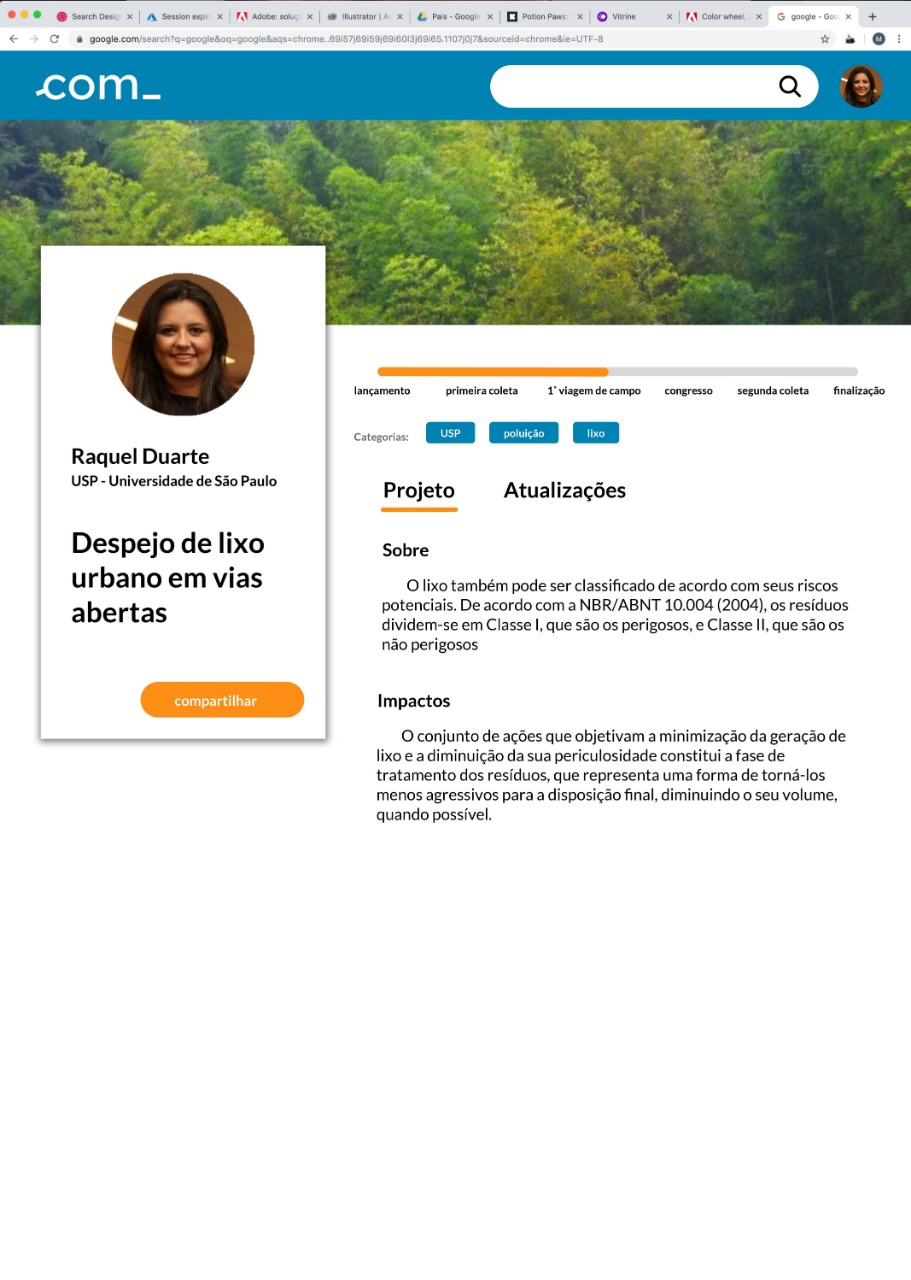 Search Desig
Session expir
Adobe: soluç
Illustrator | A
Pais - Google
Potion Paws:
Vitrine
Color wheel,
google - Goo
google.com/search?q=google&oq=google&aqs=chrome..69i57j69i59j69i60l3j69i65.1107j0j7&sourceid=chrome&ie=UTF-8
M
.com_
Raquel Duarte
USP - Universidade de São Paulo
Despejo de lixo
urbano em vias
abertas
compartilhar
lançamento primeira coleta 1˚ viagem de campo congresso segunda coleta finalização
Categorias: USP poluição lixo
Projeto Atualizações
Sobre
O lixo também pode ser classificado de acordo com seus riscos
potenciais. De acordo com a NBR/ABNT 10.004 (2004), os resíduos
dividem-se em Classe I, que são os perigosos, e Classe II, que são os
não perigosos
Impactos
O conjunto de ações que objetivam a minimização da geração de
lixo e a diminuição da sua periculosidade constitui a fase de
tratamento dos resíduos, que representa uma forma de torná-los
menos agressivos para a disposição final, diminuindo o seu volume,
quando possível.